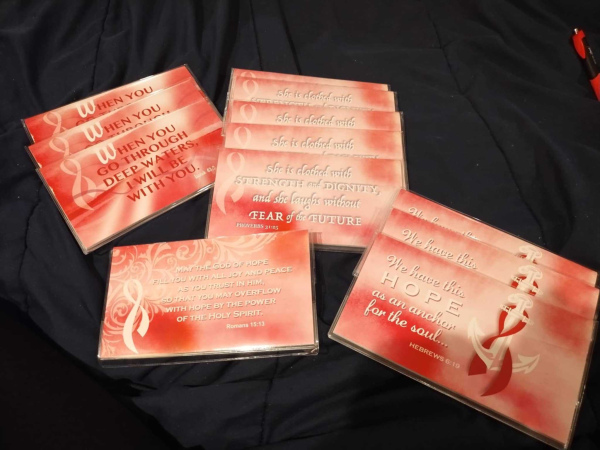 WHEN YOU
WHEN YOU
WHEN YOU
GO THROUGH
DEEP WATERS,
I WILL BE
WITH YOU.
She is clothed with
She is clothed with
She is clothed with
She is clothed with
STRENGTH and DIGNITY,
and she laughs without
FEAR of the FUTURE
PROVERBS 31:25
MAY THE GOD OF HOPE
FILL YOU WITH ALL JOY AND PEACE
AS YOU TRUST IN HIM,
SO THAT YOU MAY OVERFLOW
WITH HOPE BY THE POWER
OF THE HOLY SPIRIT.
Romans 15:13
We have this
We have this
We have this
HOPE
as an anchor
for the soul...
HEBREWS 6:19